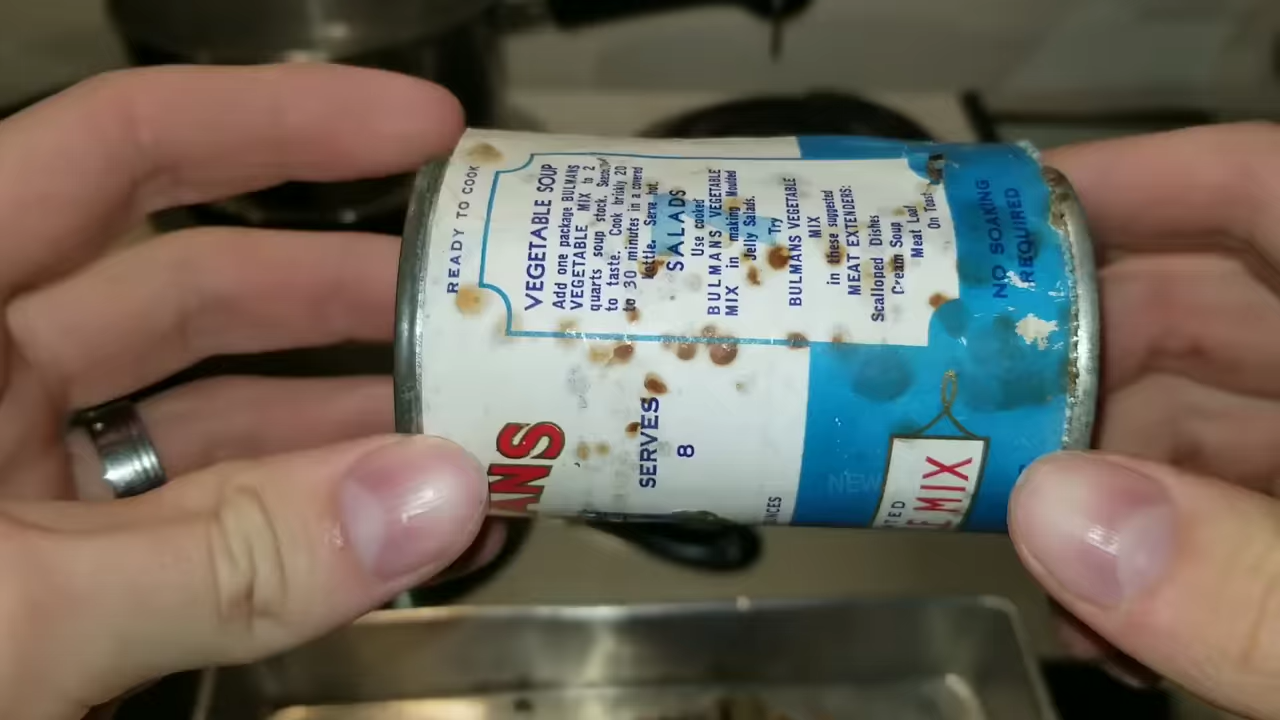 READY TO COOK
VEGETABLE SOUP
Add one package BULMANS
VEGETABLE MIX to 2
quarts soup stock. Season
to taste. Cook briskly 20
to 30 minutes in a covered
kettle. Serve hot.
SALADS
Use cooked
BULMANS VEGETABLE
MIX in making Moulded
Jelly Salads.
Try
BULMANS VEGETABLE
MIX
in these suggested
MEAT EXTENDERS:
Scalloped Dishes
Cream Soup
Meat Loaf
On Toast
NO SOAKING
REQUIRED
ANS
SERVES
8
NCES
NEW
TED
E MIX